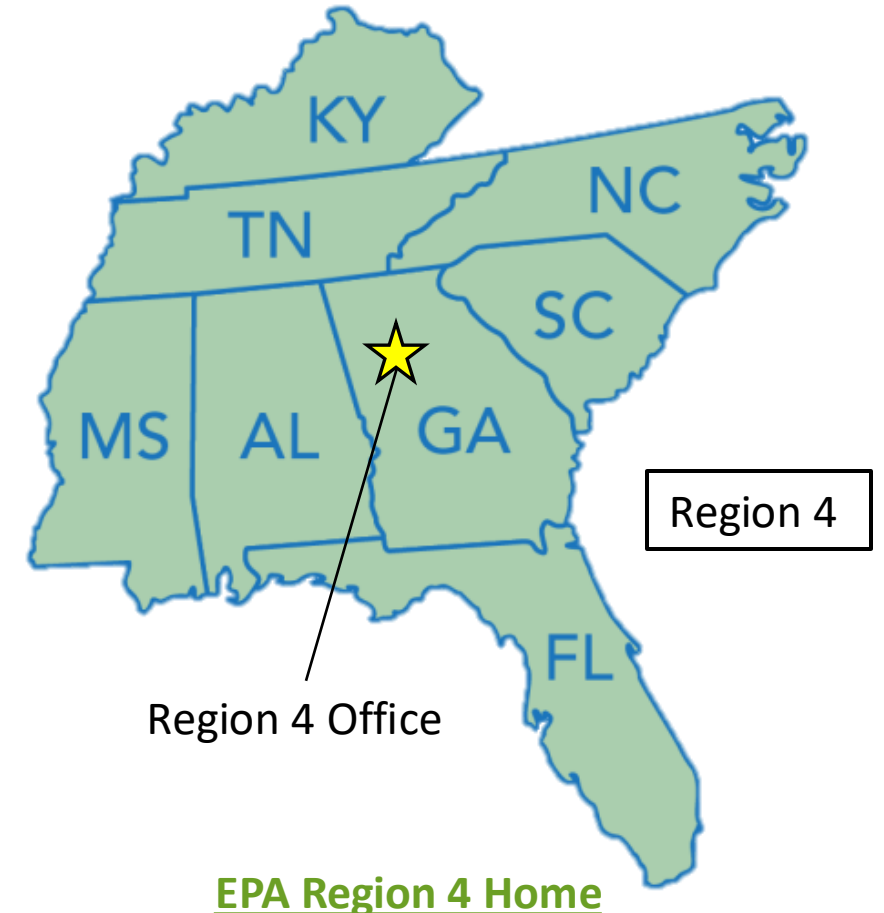 KY
NC
TN
SC
MS
AL
GA
Region 4
FL
Region 4 Office
EPA Region 4 Home